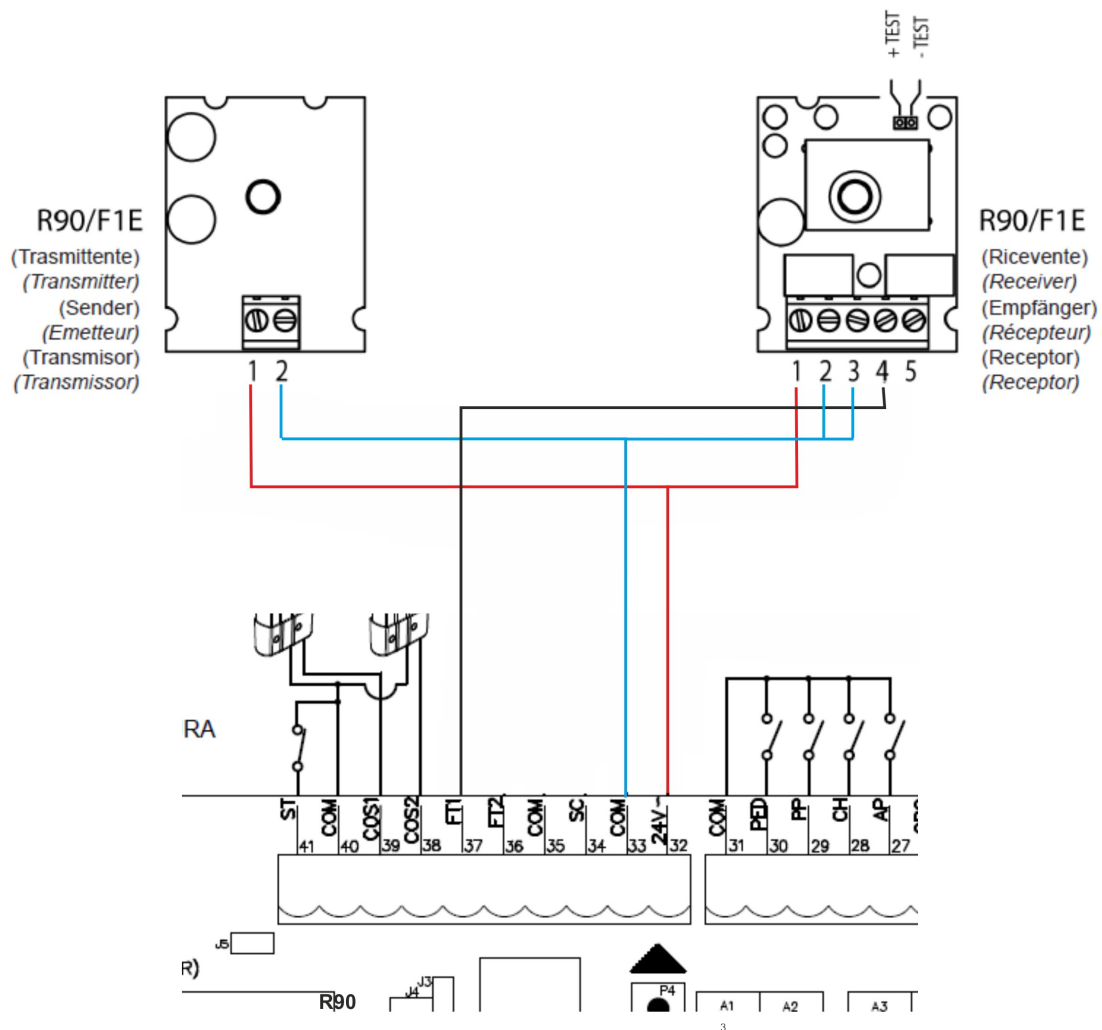 + TEST
- TEST
R90/F1E
(Trasmittente)
(Transmitter)
(Sender)
(Emetteur)
(Transmisor)
(Transmissor)
R90/F1E
(Ricevente)
(Receiver)
(Empfänger)
(Récepteur)
(Receptor)
(Receptor)
1 2
1 2 3 4 5
RA
ST COM COS1 COS2 FT1 FT2 COM SC COM 24V~ COM PED PP CH AP
41 40 39 38 37 36 35 34 33 32 31 30 29 28 27
J5
R)
R90
J4
J3
P4
A1
A2
A3
3